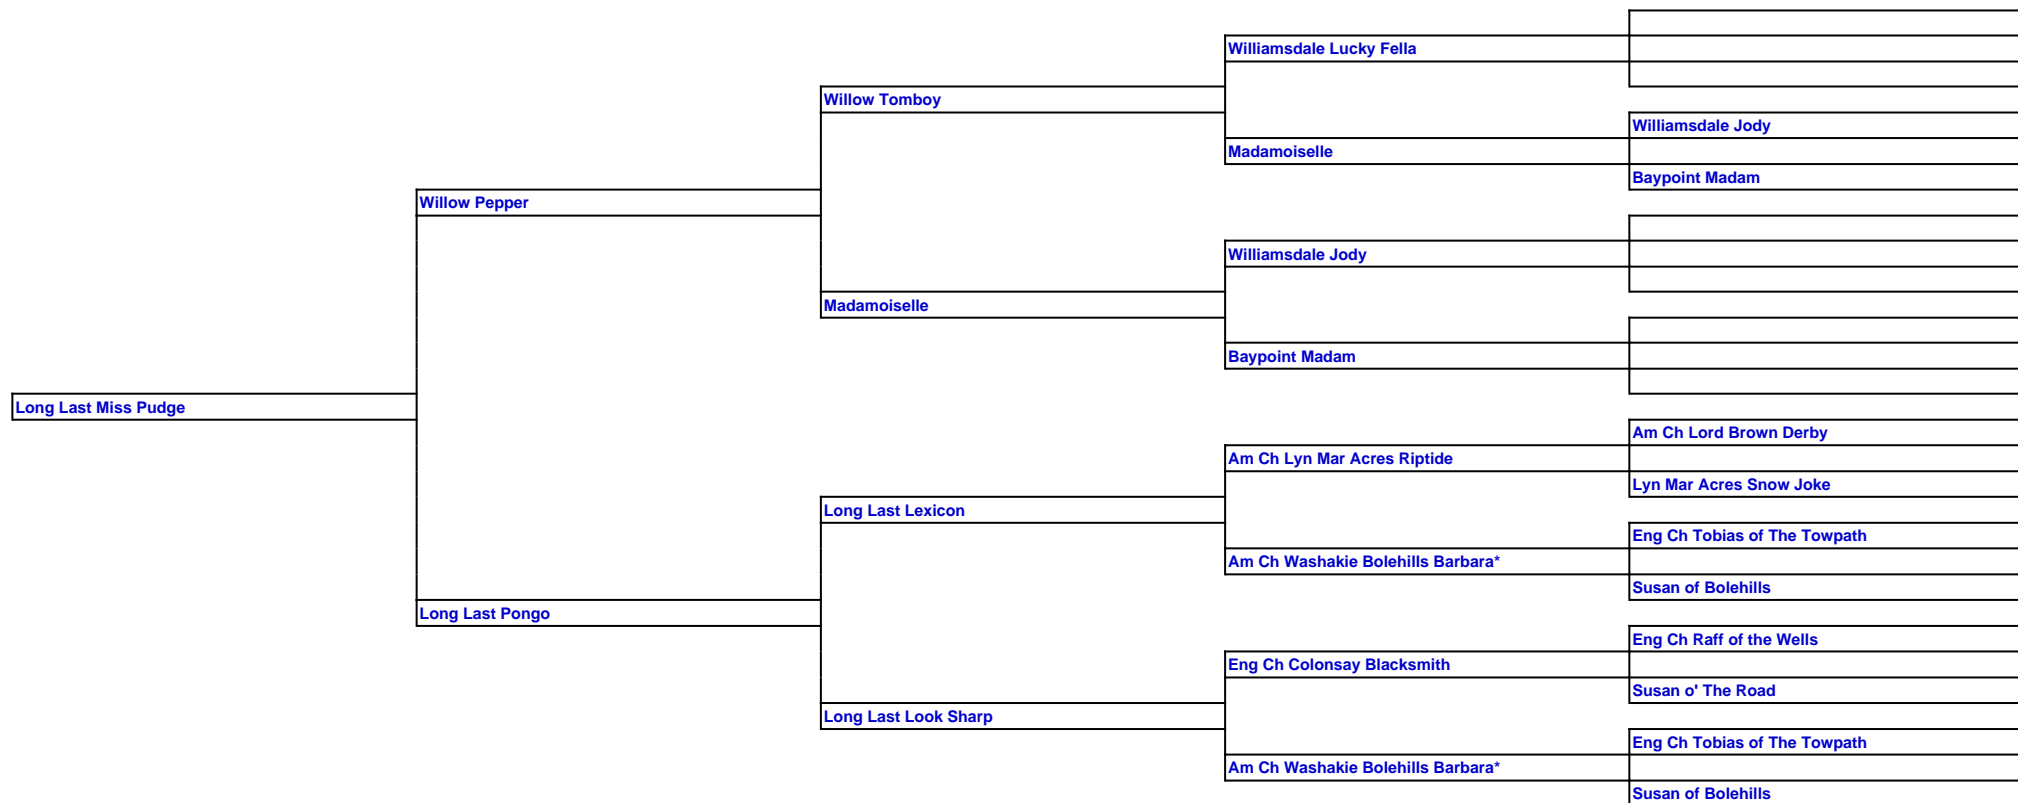 Williamsdale Lucky Fella
Willow Tomboy
Williamsdale Jody
Madamoiselle
Baypoint Madam
Willow Pepper
Williamsdale Jody
Madamoiselle
Baypoint Madam
Long Last Miss Pudge
Am Ch Lord Brown Derby
Am Ch Lyn Mar Acres Riptide
Lyn Mar Acres Snow Joke
Long Last Lexicon
Eng Ch Tobias of The Towpath
Am Ch Washakie Bolehills Barbara*
Susan of Bolehills
Long Last Pongo
Eng Ch Raff of the Wells
Eng Ch Colonsay Blacksmith
Susan o' The Road
Long Last Look Sharp
Eng Ch Tobias of The Towpath
Am Ch Washakie Bolehills Barbara*
Susan of Bolehills